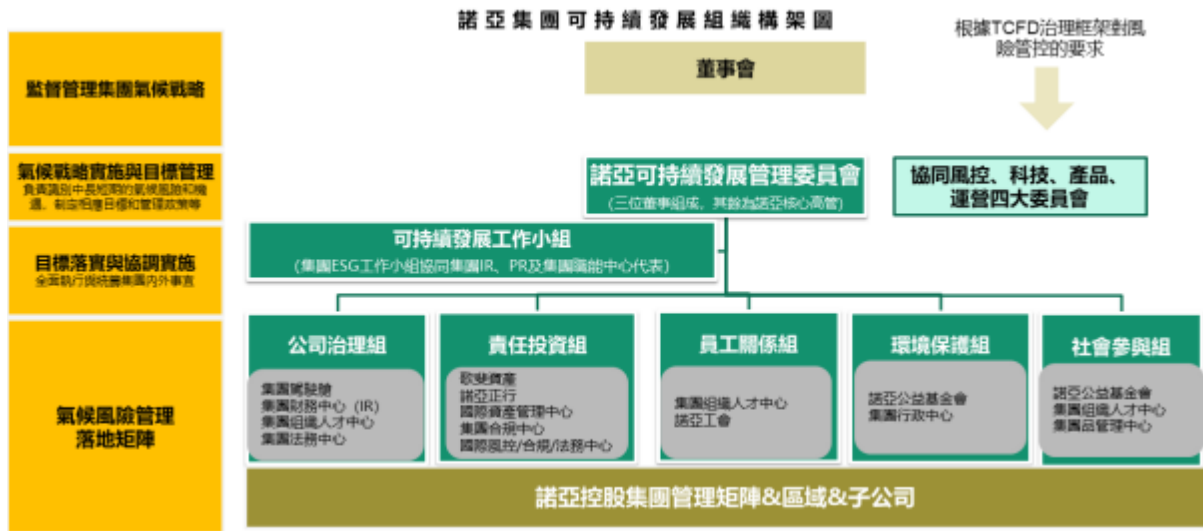 諾亞集團可持續發展組織構架圖
根據TCFD治理框架對風
險管控的要求
監督管理集團氣候戰略
董事會
氣候戰略實施與目標管理
負責識別中長短期的氣候風險和機
遇、制定相應目標和管理政策等
諾亞可持續發展管理委員會
(三位董事組成，其餘為諾亞核心高管)
協同風控、科技、產品、
運營四大委員會
目標落實與協調實施
全面執行與統籌集團內外事宜
可持續發展工作小組
(集團ESG工作小組協同集團IR、PR及集團職能中心代表)
氣候風險管理
落地矩陣
公司治理組
集團駕駛艙
集團財務中心（IR）
集團組織人才中心
集團法務中心
責任投資組
歌斐資產
諾亞正行
國際資產管理中心
集團合規中心
國際風控/合規/法務中心
員工關係組
集團組織人才中心
諾亞工會
環境保護組
諾亞公益基金會
集團行政中心
社會參與組
諾亞公益基金會
集團組織人才中心
集團品管理中心
諾亞控股集團管理矩陣&區域&子公司